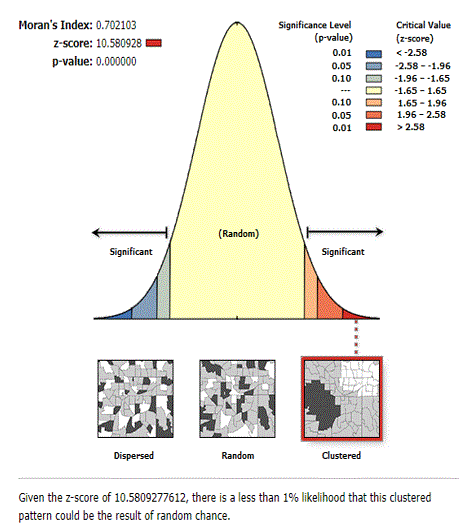 Moran's Index: 0.702103
z-score: 10.580928
p-value: 0.000000
Significance Level
(p-value)
Critical Value
(z-score)
0.01 < -2.58
0.05 -2.58 – -1.96
0.10 -1.96 – -1.65
--- -1.65 – 1.65
0.10 1.65 – 1.96
0.05 1.96 – 2.58
0.01 > 2.58
(Random)
Significant Significant
Dispersed Random Clustered
Given the z-score of 10.5809277612, there is a less than 1% likelihood that this clustered
pattern could be the result of random chance.